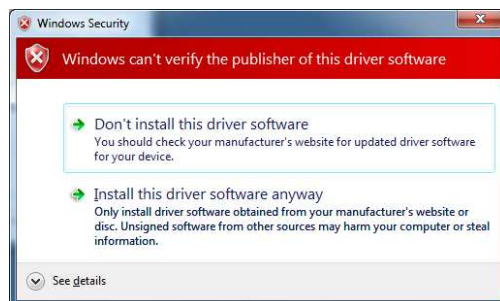 Windows Security
Windows can't verify the publisher of this driver software
Don't install this driver software
You should check your manufacturer's website for updated driver software
for your device.
Install this driver software anyway
Only install driver software obtained from your manufacturer's website or
disc. Unsigned software from other sources may harm your computer or steal
information.
See details